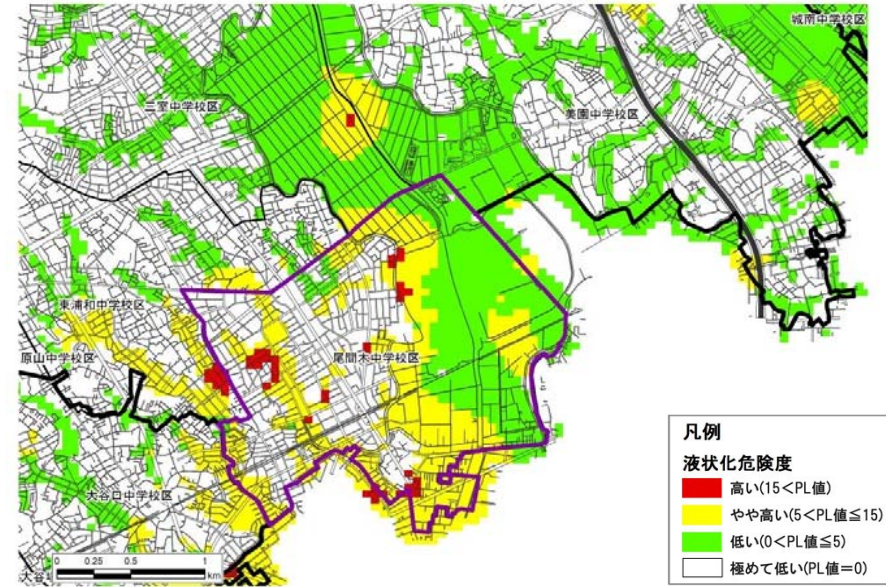 城南中学校区
三室中学校区
美園中学校区
東浦和中学校区
原山中学校区
尾間木中学校区
大谷口中学校区
0 0.25 0.5 1
km
凡例
液状化危険度
高い(15<PL値)
やや高い(5<PL値≦15)
低い(0<PL値≦5)
極めて低い(PL値=0)